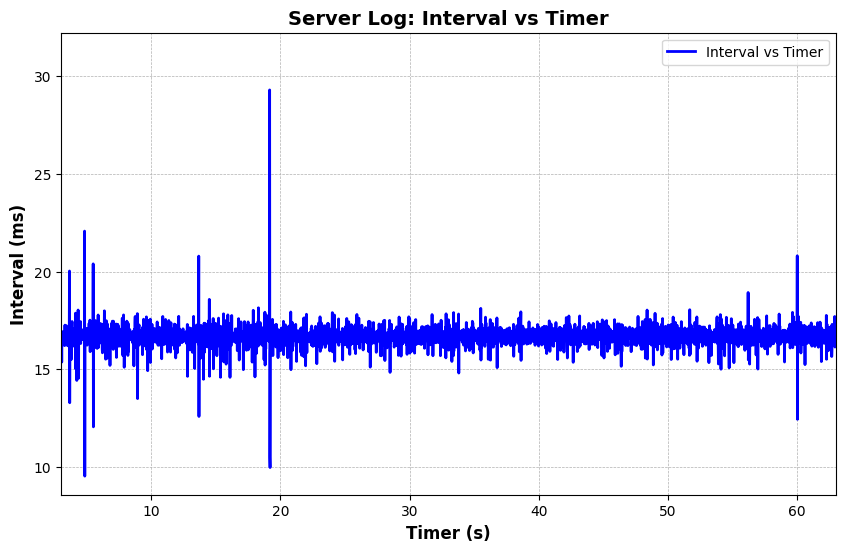 Server Log: Interval vs Timer
Interval vs Timer
30
25
20
15
10
Interval (ms)
10 20 30 40 50 60
Timer (s)